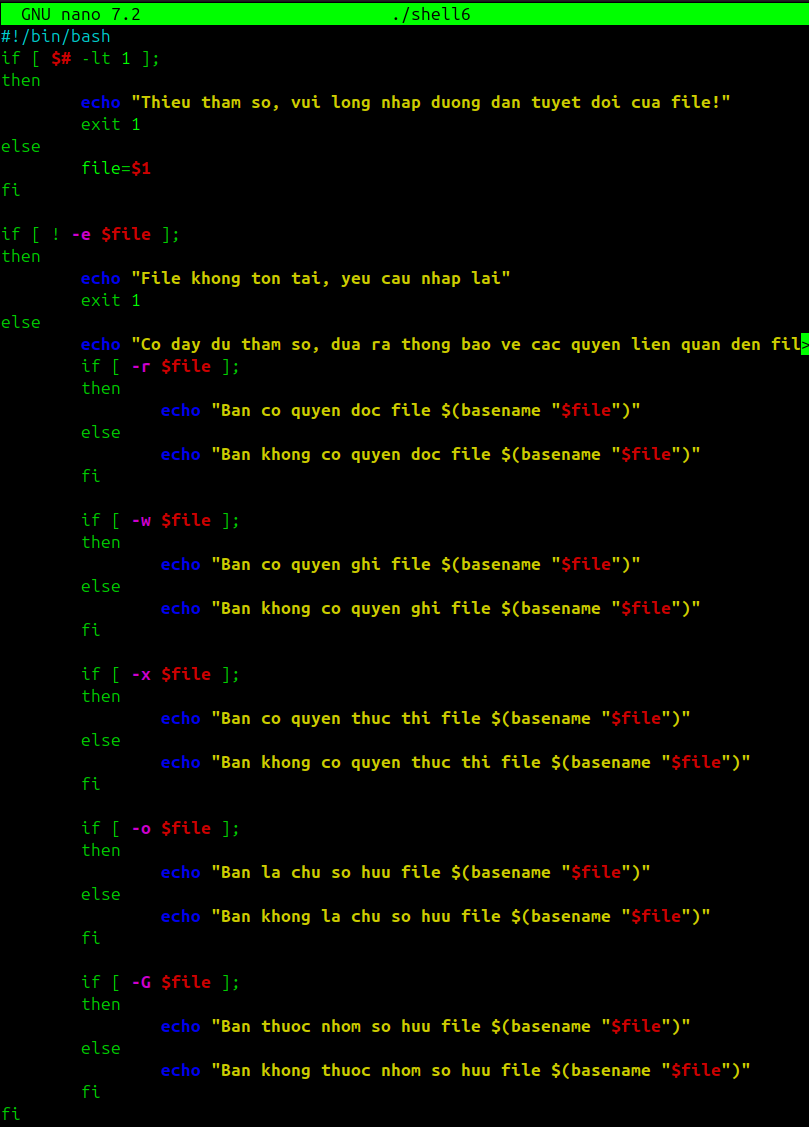 GNU nano 7.2 ./shell6
#!/bin/bash
if [ $# -lt 1 ];
then
        echo "Thieu tham so, vui long nhap duong dan tuyet doi cua file!"
        exit 1
else
        file=$1
fi

if [ ! -e $file ];
then
        echo "File khong ton tai, yeu cau nhap lai"
        exit 1
else
        echo "Co day du tham so, dua ra thong bao ve cac quyen lien quan den fil>
        if [ -r $file ];
        then
                echo "Ban co quyen doc file $(basename "$file")"
        else
                echo "Ban khong co quyen doc file $(basename "$file")"
        fi

        if [ -w $file ];
        then
                echo "Ban co quyen ghi file $(basename "$file")"
        else
                echo "Ban khong co quyen ghi file $(basename "$file")"
        fi

        if [ -x $file ];
        then
                echo "Ban co quyen thuc thi file $(basename "$file")"
        else
                echo "Ban khong co quyen thuc thi file $(basename "$file")"
        fi

        if [ -o $file ];
        then
                echo "Ban la chu so huu file $(basename "$file")"
        else
                echo "Ban khong la chu so huu file $(basename "$file")"
        fi

        if [ -G $file ];
        then
                echo "Ban thuoc nhom so huu file $(basename "$file")"
        else
                echo "Ban khong thuoc nhom so huu file $(basename "$file")"
        fi
fi